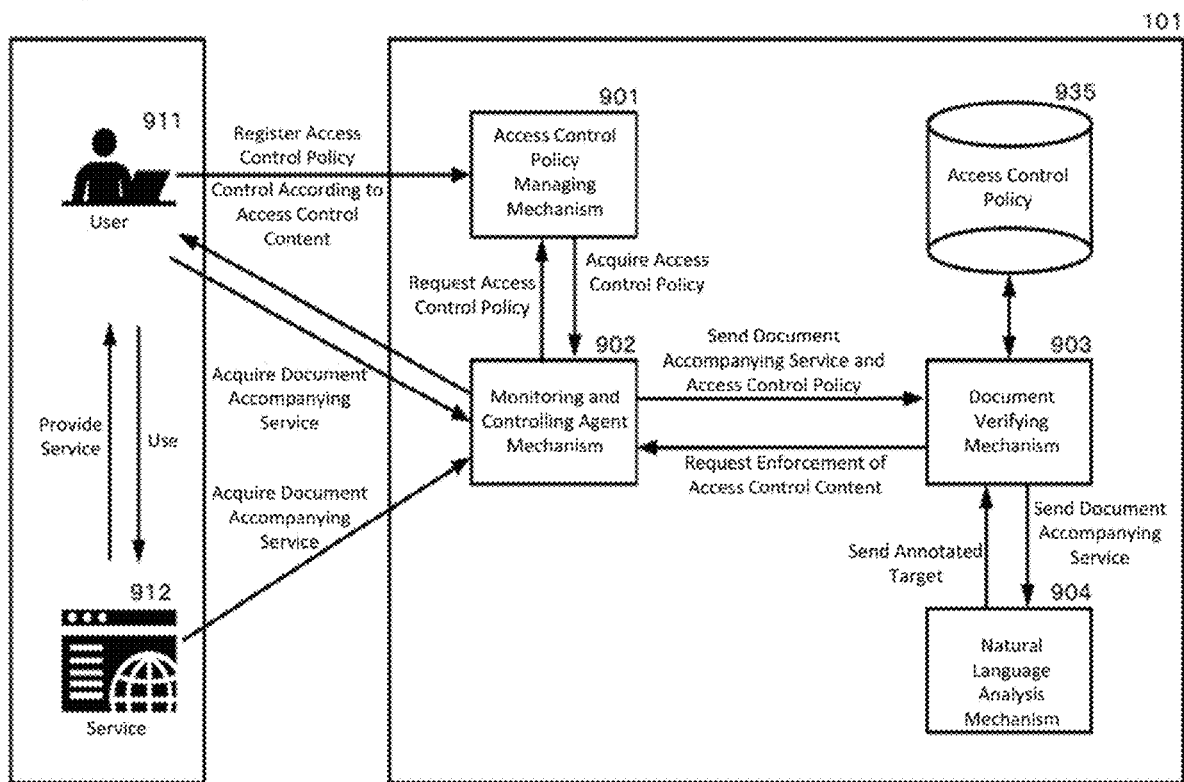 101
911
User
Register Access
Control Policy
Control According to
Access Control
Content
901
Access Control
Policy
Managing
Mechanism
935
Access Control
Policy
Request Access
Control Policy
Acquire Access
Control Policy
Provide
Service
Use
Acquire Document
Accompanying
Service
Acquire Document
Accompanying
Service
902
Monitoring and
Controlling Agent
Mechanism
Send Document
Accompanying Service and
Access Control Policy
903
Document
Verifying
Mechanism
Request Enforcement of
Access Control Content
Send Annotated
Target
Send Document
Accompanying
Service
912
Service
904
Natural
Language
Analysis
Mechanism